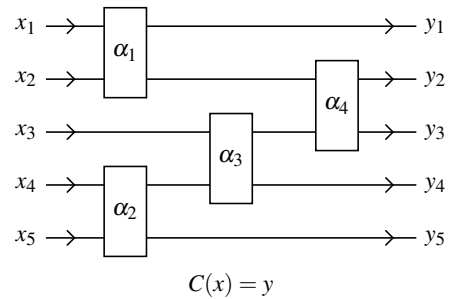 x₁ α₁ y₁
x₂ α₄ y₂
x₃ α₃ y₃
x₄ α₂ y₄
x₅ y₅
C(x) = y